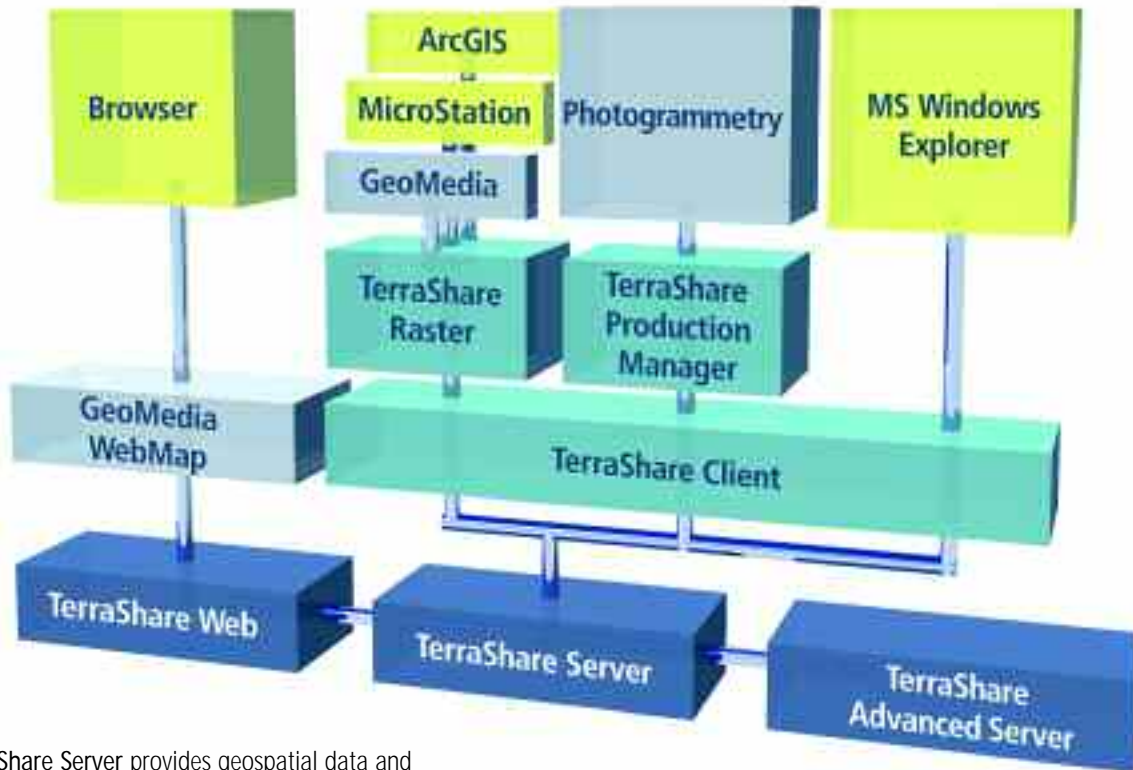 ArcGIS
Browser
MicroStation
Photogrammetry
MS Windows
Explorer
GeoMedia
TerraShare
Raster
TerraShare
Production
Manager
GeoMedia
WebMap
TerraShare Client
TerraShare Web
TerraShare Server
TerraShare
Advanced Server
Share Server provides geospatial data and